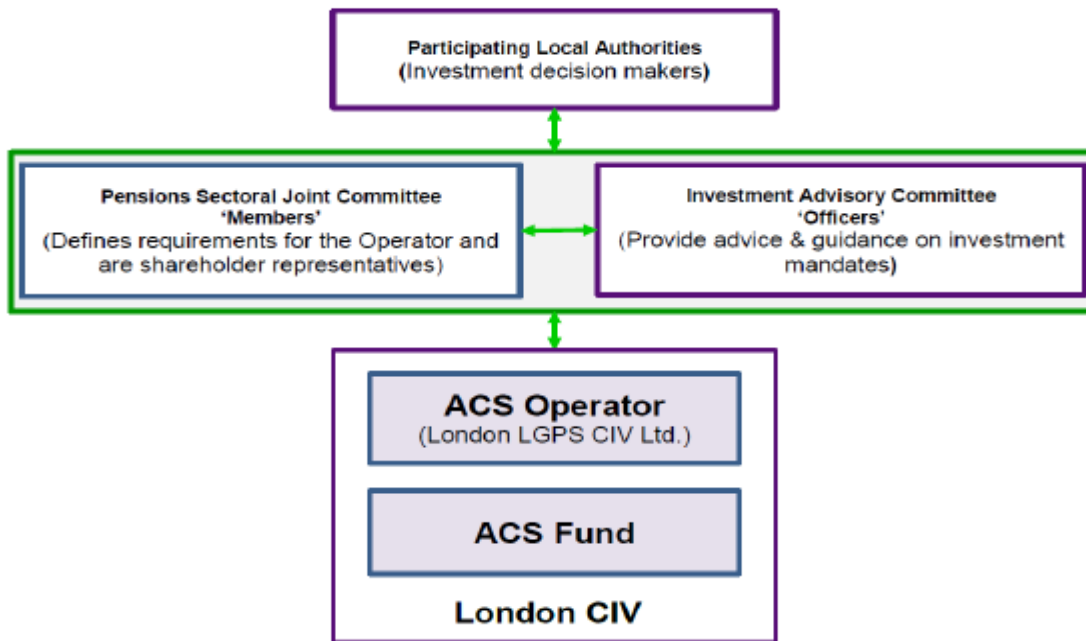 Participating Local Authorities
(Investment decision makers)
Pensions Sectoral Joint Committee
‘Members’
(Defines requirements for the Operator and
are shareholder representatives)
Investment Advisory Committee
‘Officers’
(Provide advice & guidance on investment
mandates)
ACS Operator
(London LGPS CIV Ltd.)
ACS Fund
London CIV